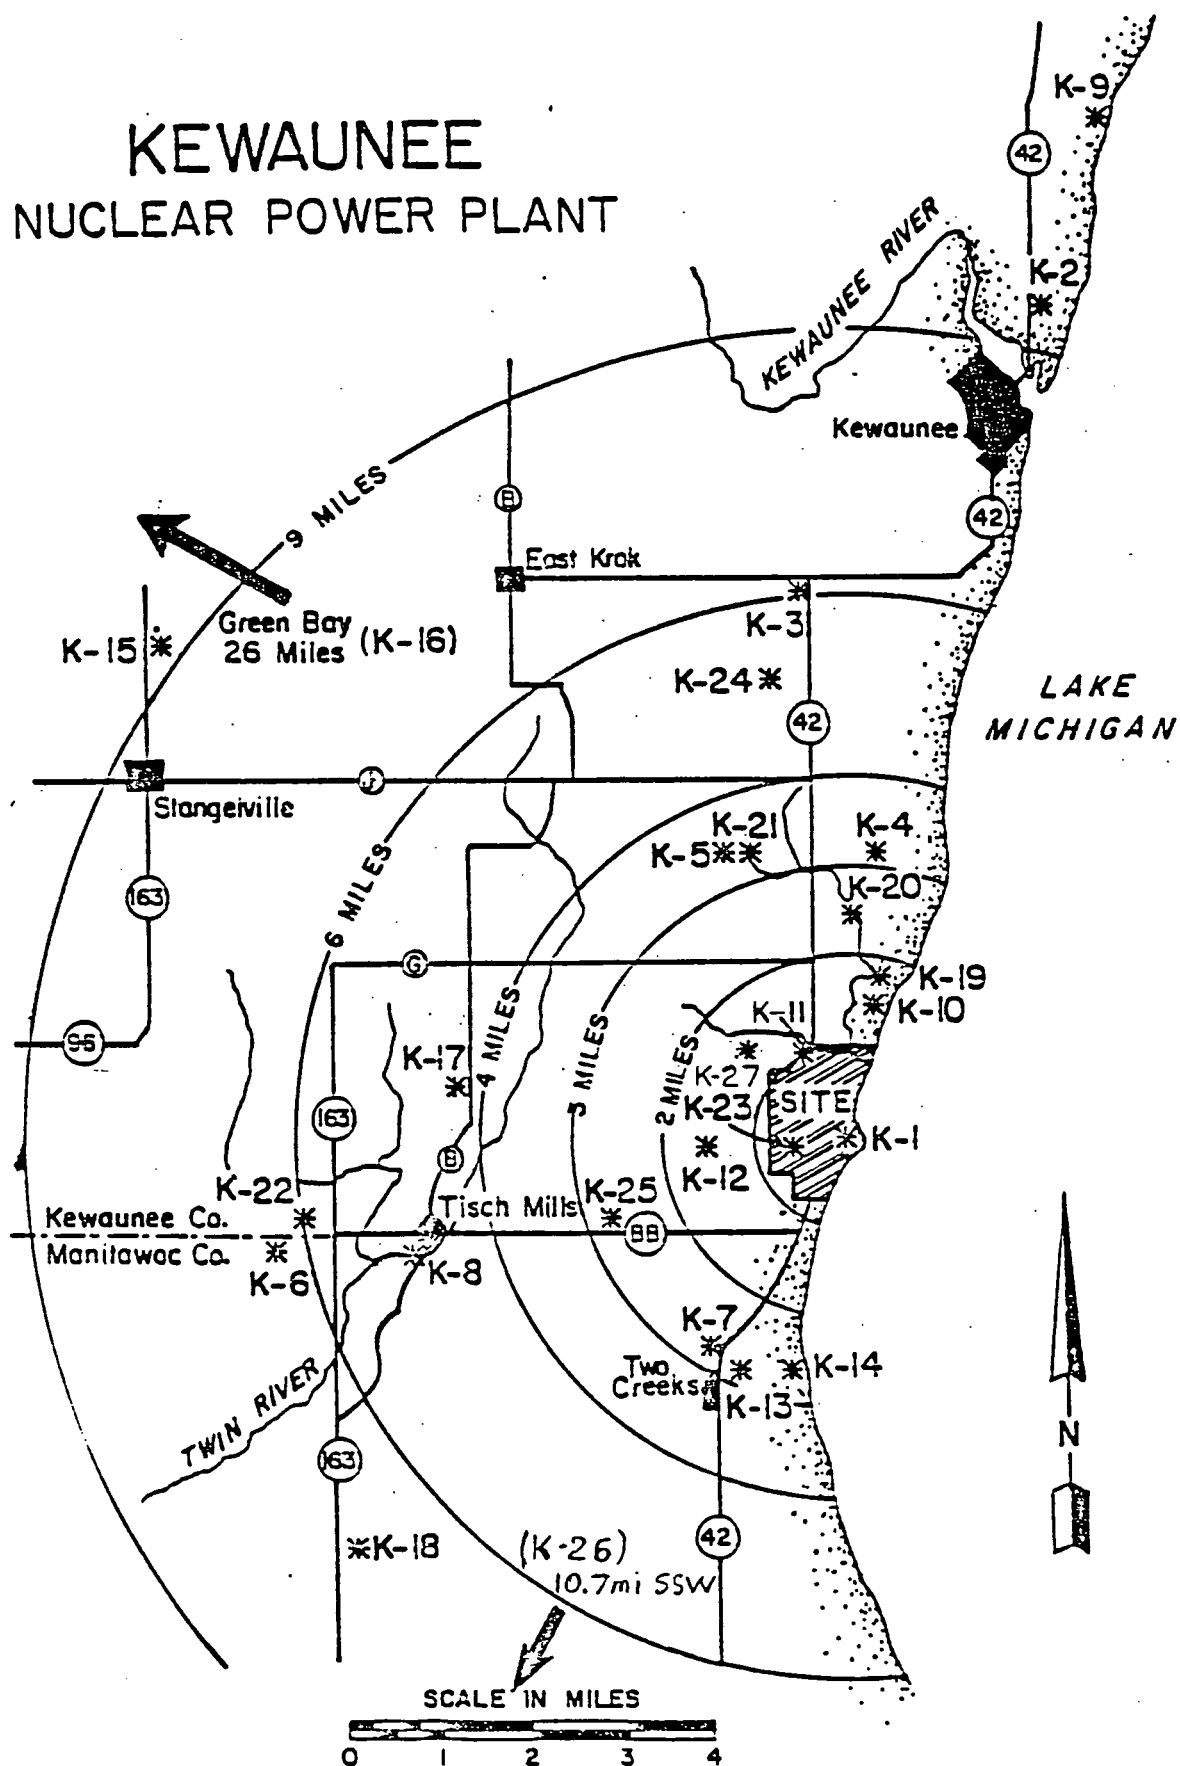 KEWAUNEE
NUCLEAR POWER PLANT
K-9
42
K-2
KEWAUNEE RIVER
Kewaunee
9 MILES
B
42
East Krok
K-3
Green Bay
26 Miles (K-16)
K-15
K-24
LAKE
MICHIGAN
42
J
Stangelville
K-21
K-4
K-5
K-20
163
6 MILES
G
K-19
K-10
4 MILES
3 MILES
2 MILES
K-11
K-17
K-27
K-23
SITE
163
K-1
B
K-12
K-22
K-25
Tisch Mills
Kewaunee Co.
BB
Manitawoc Co.
K-6
K-8
K-7
Two
Creeks
K-14
K-13
TWIN RIVER
N
163
42
K-18
(K-26)
10.7mi SSW
SCALE IN MILES
0 1 2 3 4